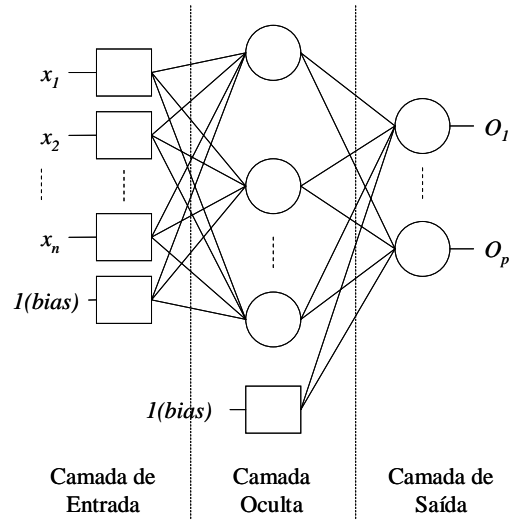 x1
x2
xn
1(bias)
1(bias)
O1
Op
Camada de
Entrada
Camada
Oculta
Camada de
Saída